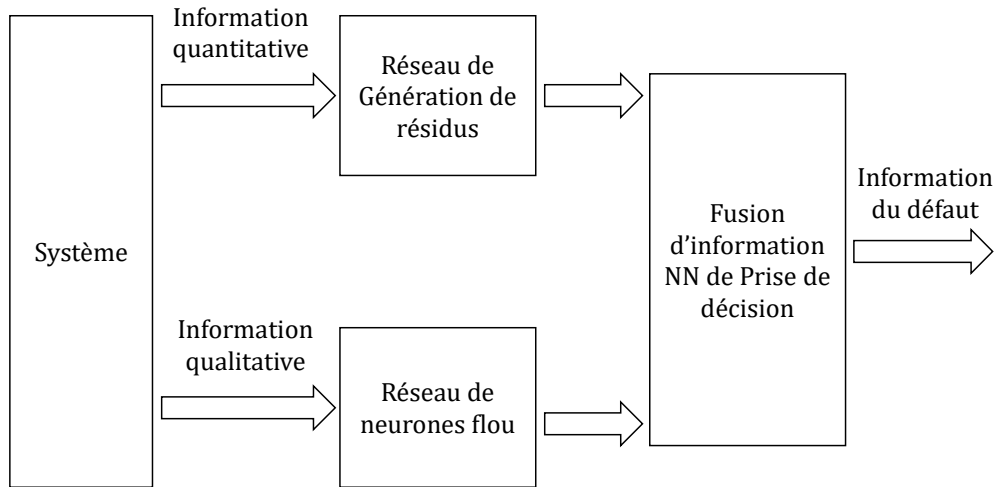 Information
quantitative
Réseau de
Génération de
résidus
Système
Fusion
d'information
NN de Prise de
décision
Information
du défaut
Information
qualitative
Réseau de
neurones flou